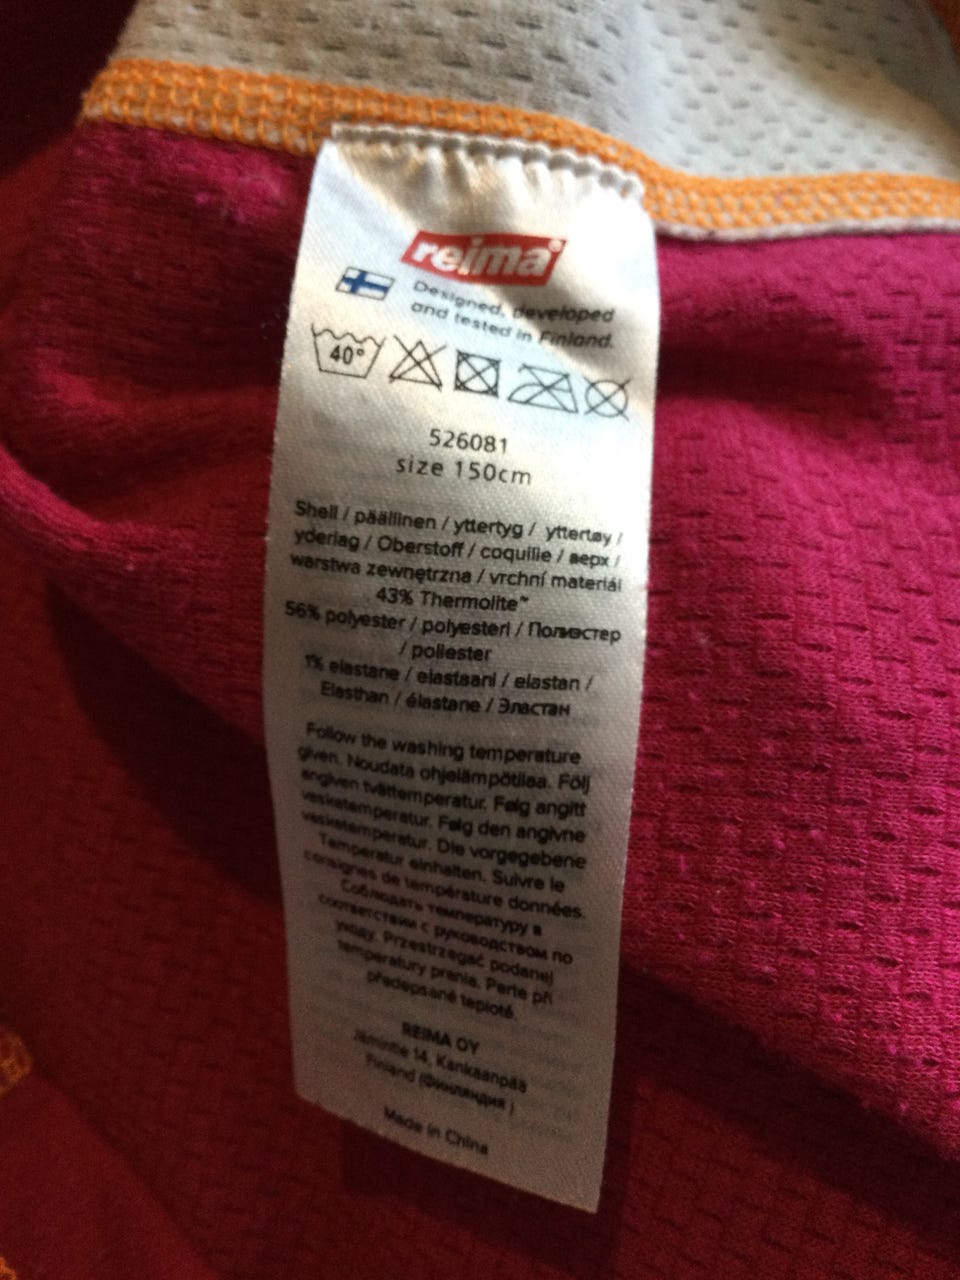 reima
Designed, developed
and tested in Finland.
40°
526081
size 150cm
Shell / päällinen / yttertyg / yttertøy /
yderlag / Oberstoff / coquille / верх /
warstwa zewnętrzna / vrchní materiál
43% Thermolite™
56% polyester / polyesteri / Полиэстер
/ poliester
1% elastane / elastaani / elastan /
Elasthan / élastane / Эластан
Follow the washing temperature
given. Noudata ohjelämpötilaa. Följ
angiven tvättemperatur. Følg angitt
vasketemperatur. Følg den angivne
vasketemperatur. Die vorgegebene
Temperatur einhalten. Suivre le
consignes de température données.
Соблюдать температуру в
соответствии с руководством по
уходу. Przestrzegać podanej
temperatury prania. Perte při
předepsané teplotě.
REIMA OY
Jämintie 14, Kankaanpää
Finland (Финляндия)
Made in China